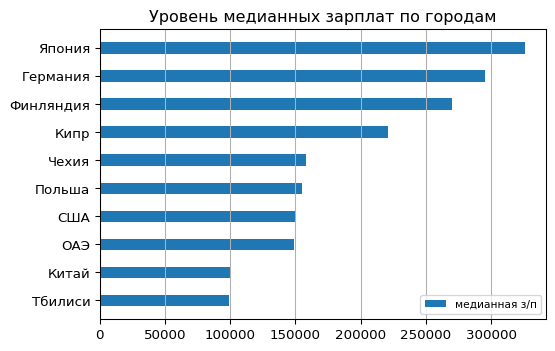 Уровень медианных зарплат по городам
Япония
Германия
Финляндия
Кипр
Чехия
Польша
США
ОАЭ
Китай
Тбилиси
медианная з/п
0 50000 100000 150000 200000 250000 300000